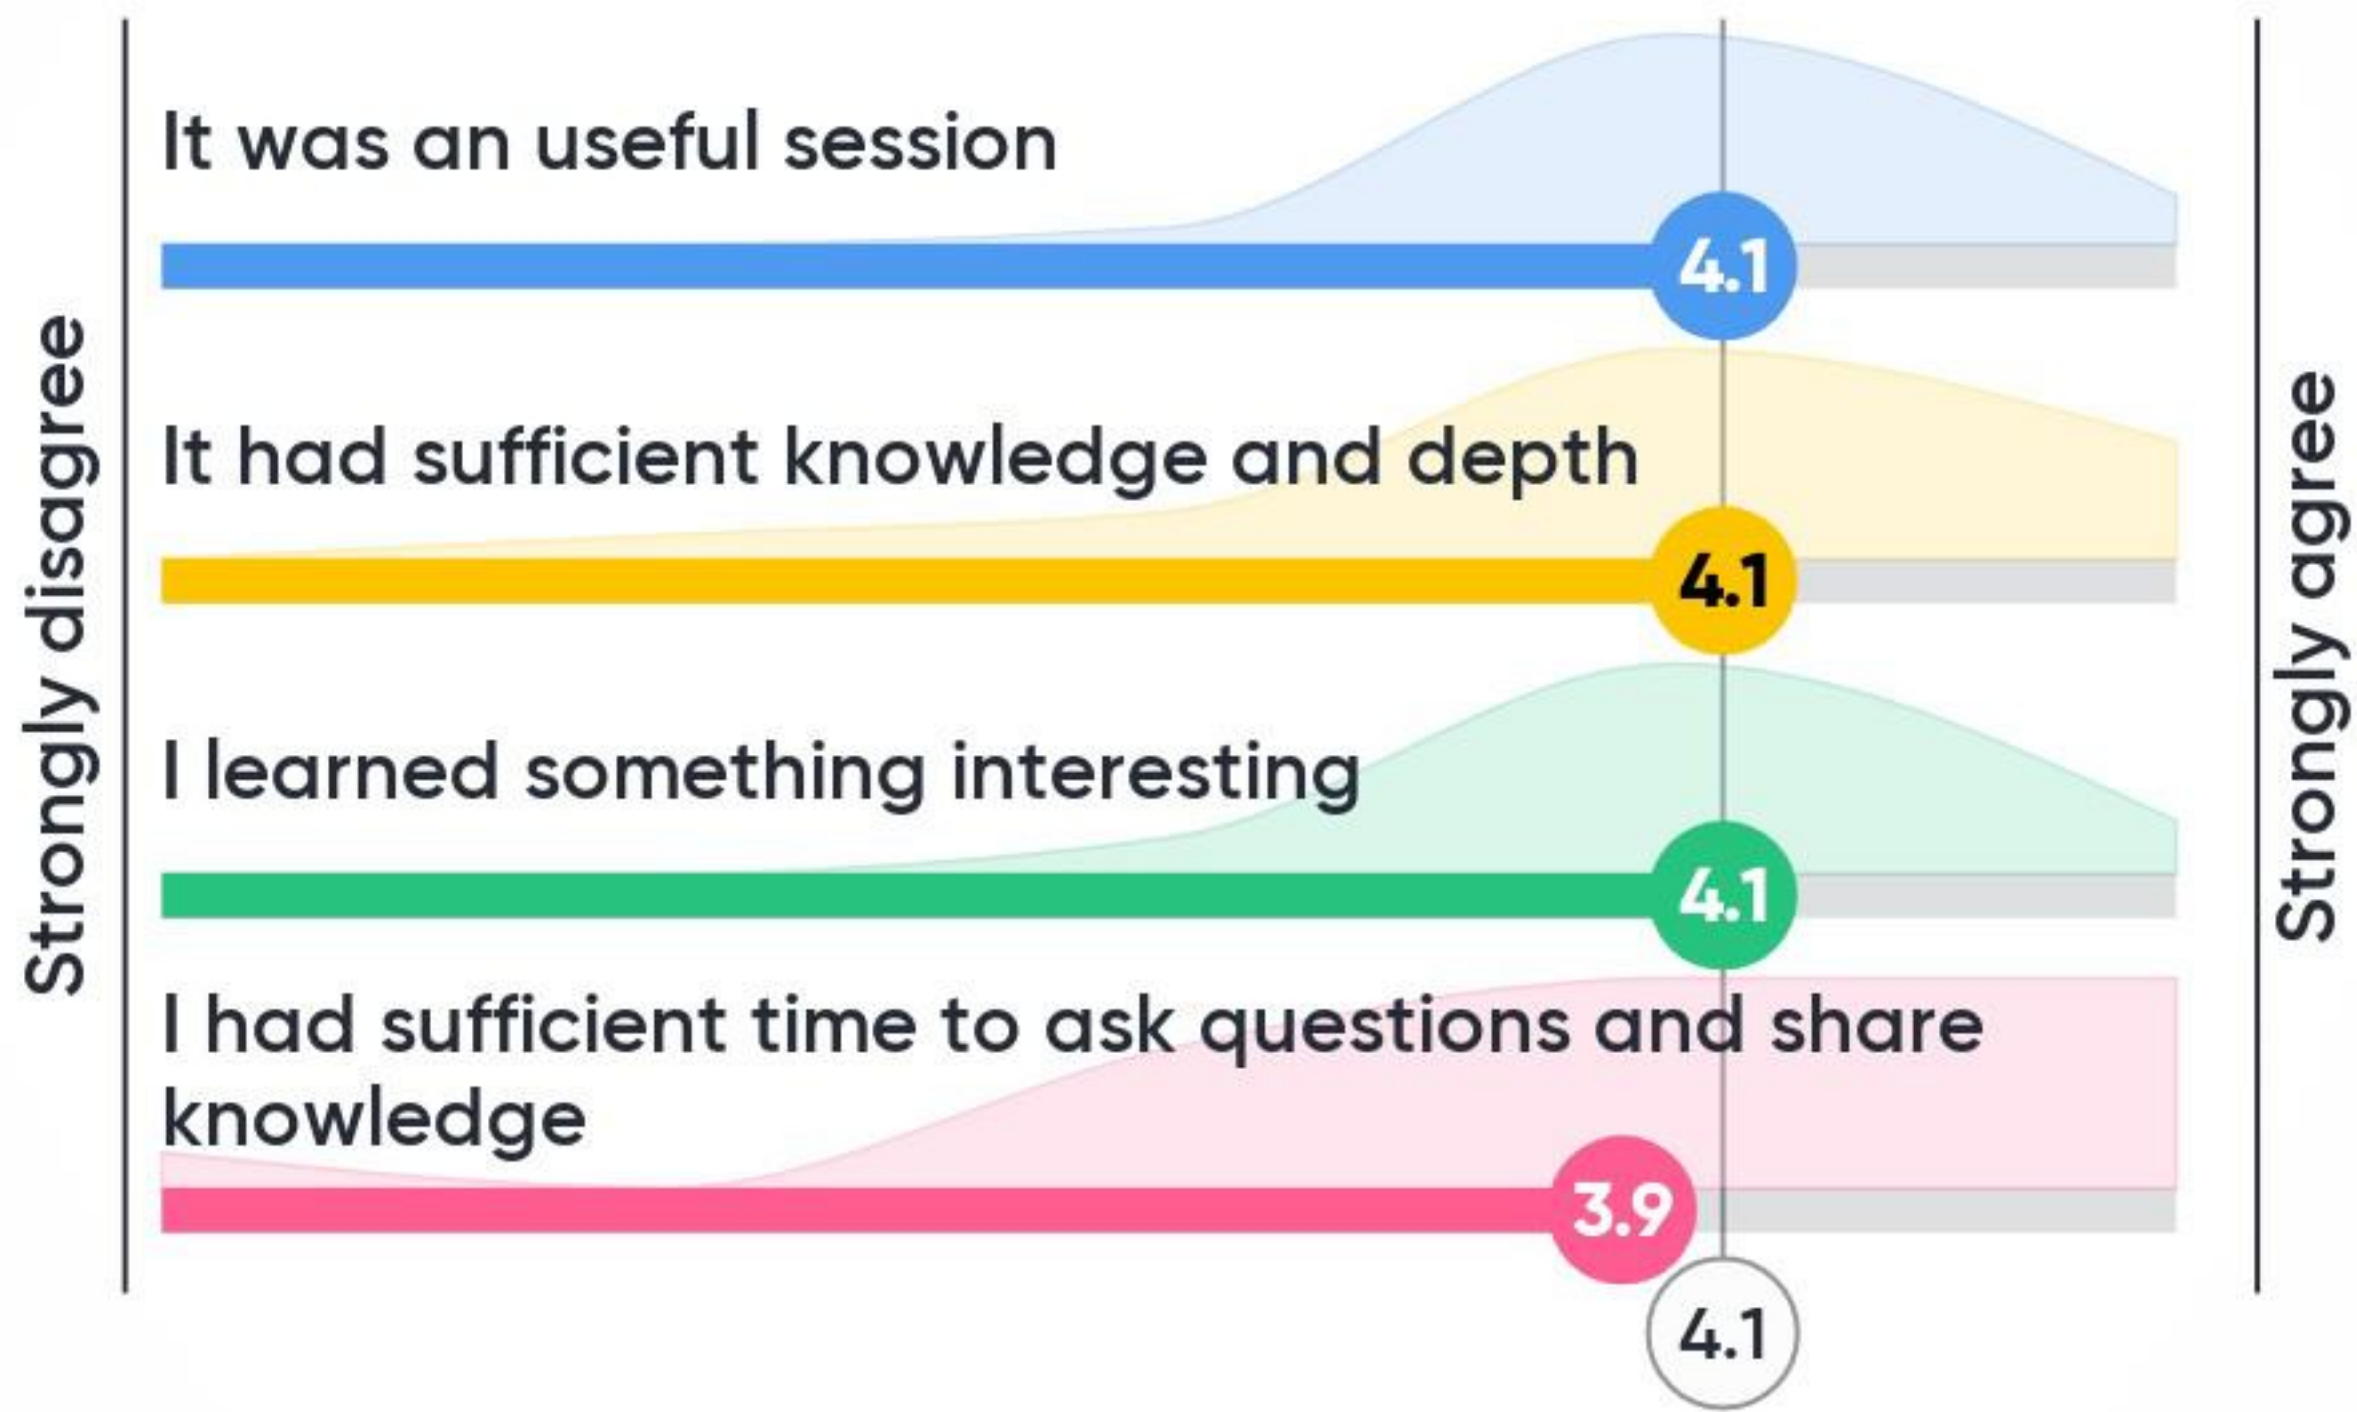 Strongly disagree
It was an useful session
4.1
It had sufficient knowledge and depth
4.1
I learned something interesting
4.1
I had sufficient time to ask questions and share
knowledge
3.9
4.1
Strongly agree